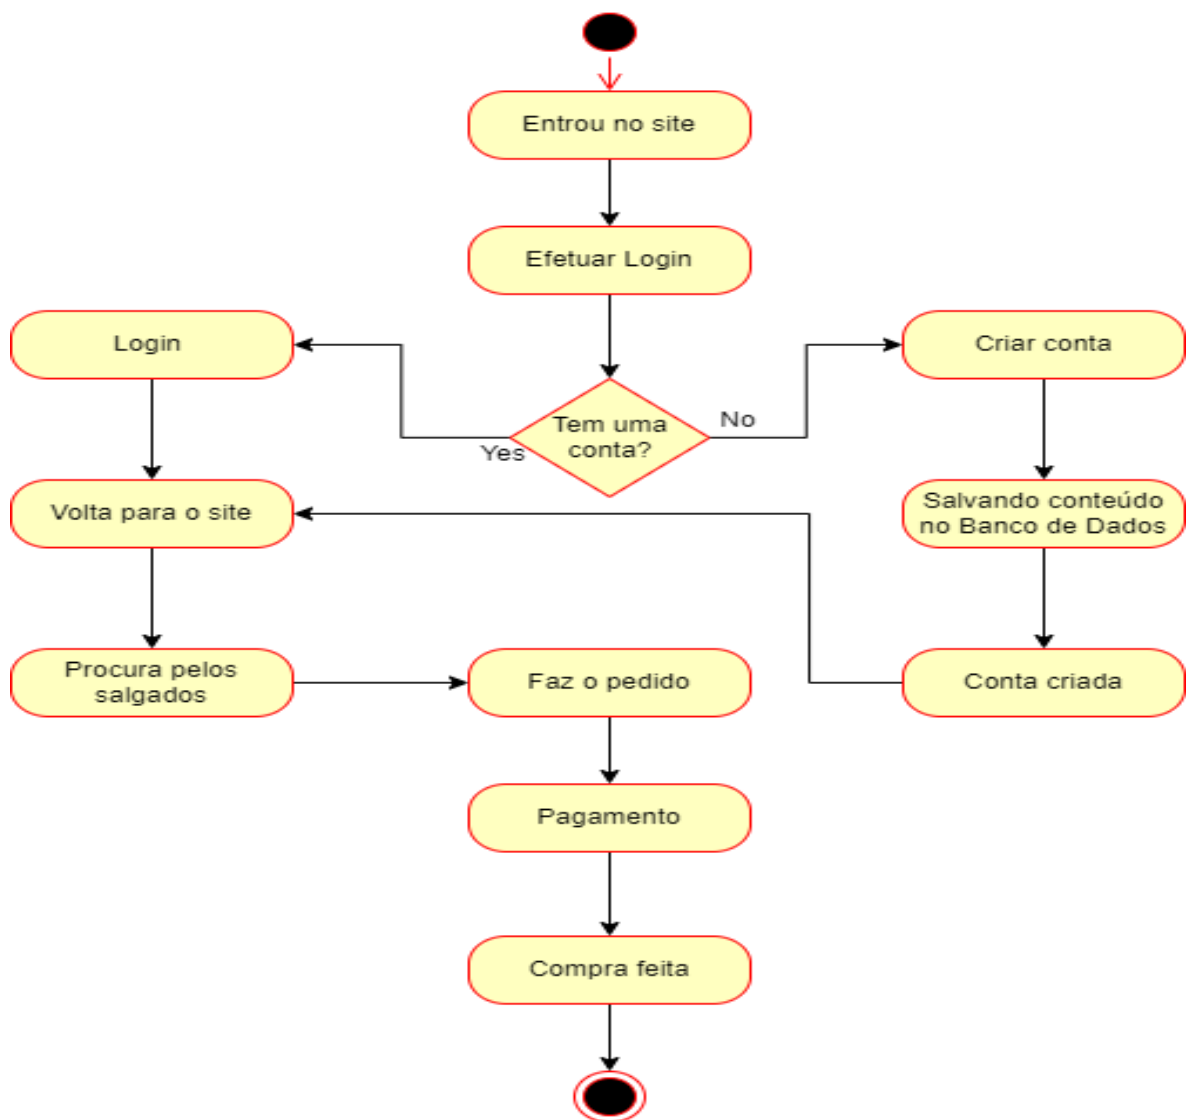 Entrou no site
Efetuar Login
Login
Criar conta
Tem uma
conta?
Yes
No
Volta para o site
Salvando conteúdo
no Banco de Dados
Procura pelos
salgados
Faz o pedido
Conta criada
Pagamento
Compra feita